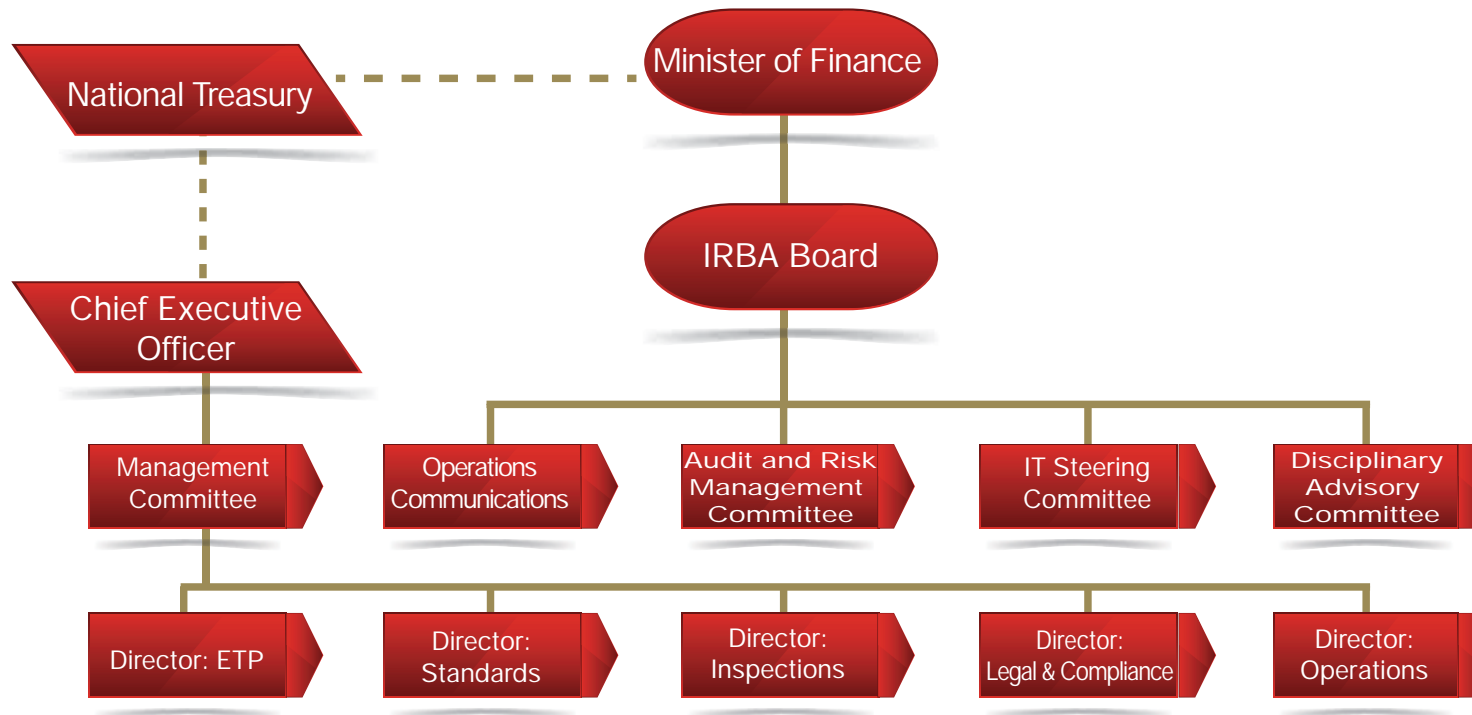 National Treasury
Minister of Finance
IRBA Board
Chief Executive
Officer
Management
Committee
Operations
Communications
Audit and Risk
Management
Committee
IT Steering
Committee
Disciplinary
Advisory
Committee
Director: ETP
Director:
Standards
Director:
Inspections
Director:
Legal & Compliance
Director:
Operations